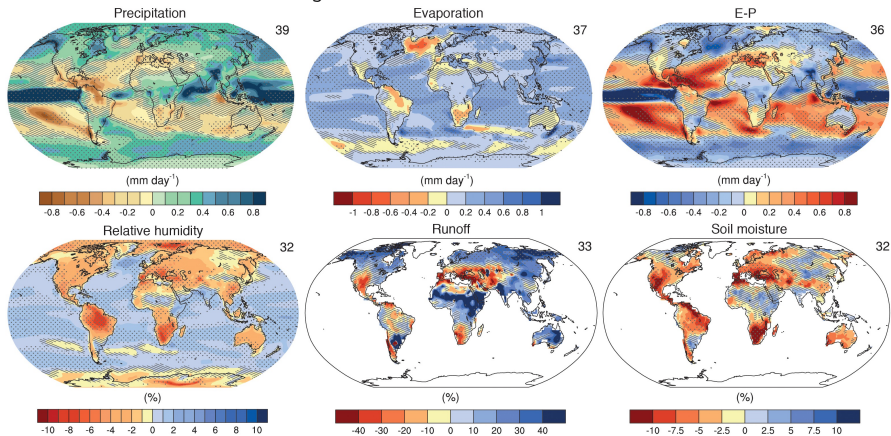 Precipitation
39
(mm day-1)
-0.8 -0.6 -0.4 -0.2 0 0.2 0.4 0.6 0.8
Evaporation
37
(mm day-1)
-1 -0.8 -0.6 -0.4 -0.2 0 0.2 0.4 0.6 0.8 1
E-P
36
(mm day-1)
-0.8 -0.6 -0.4 -0.2 0 0.2 0.4 0.6 0.8
Relative humidity
32
(%)
-10 -8 -6 -4 -2 0 2 4 6 8 10
Runoff
33
(%)
-40 -30 -20 -10 0 10 20 30 40
Soil moisture
32
(%)
-10 -7.5 -5 -2.5 0 2.5 5 7.5 10